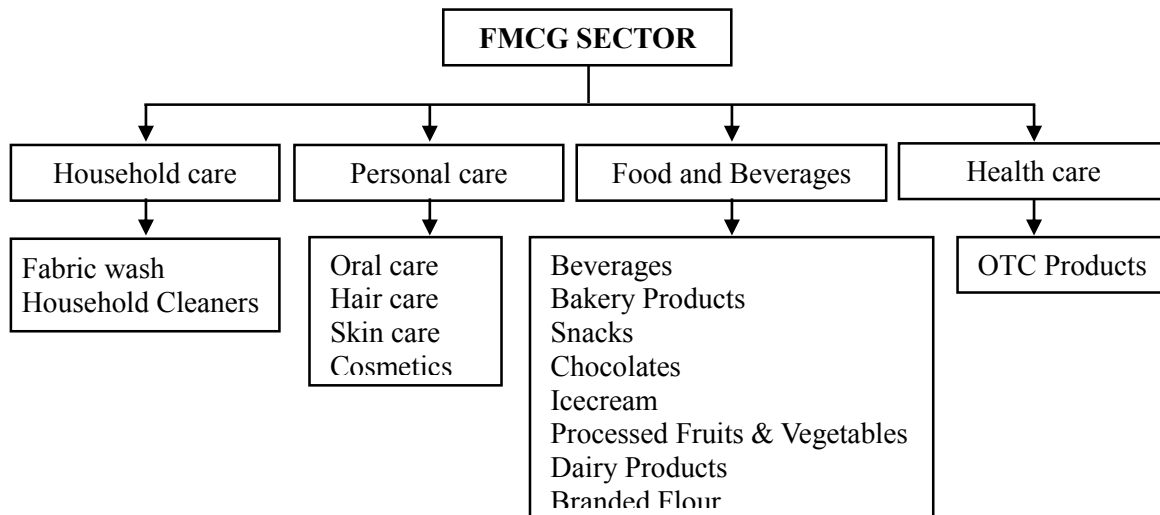 FMCG SECTOR
Household care
Personal care
Food and Beverages
Health care
Fabric wash
Household Cleaners
Oral care
Hair care
Skin care
Cosmetics
Beverages
Bakery Products
Snacks
Chocolates
Icecream
Processed Fruits & Vegetables
Dairy Products
Branded Flour
OTC Products